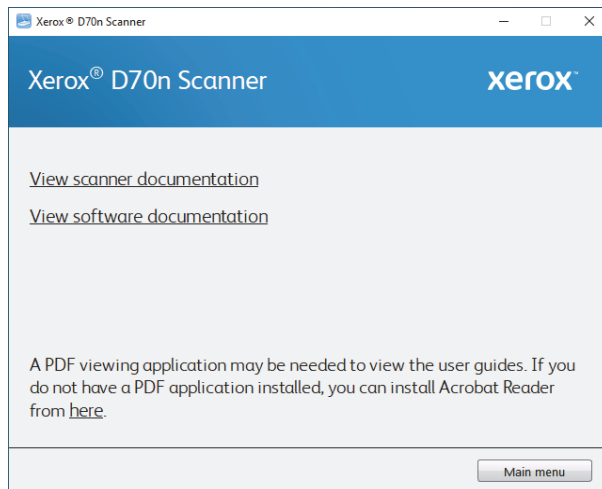 Xerox ® D70n Scanner
Xerox® D70n Scanner
xerox™
View scanner documentation
View software documentation
A PDF viewing application may be needed to view the user guides. If you
do not have a PDF application installed, you can install Acrobat Reader
from here.
Main menu